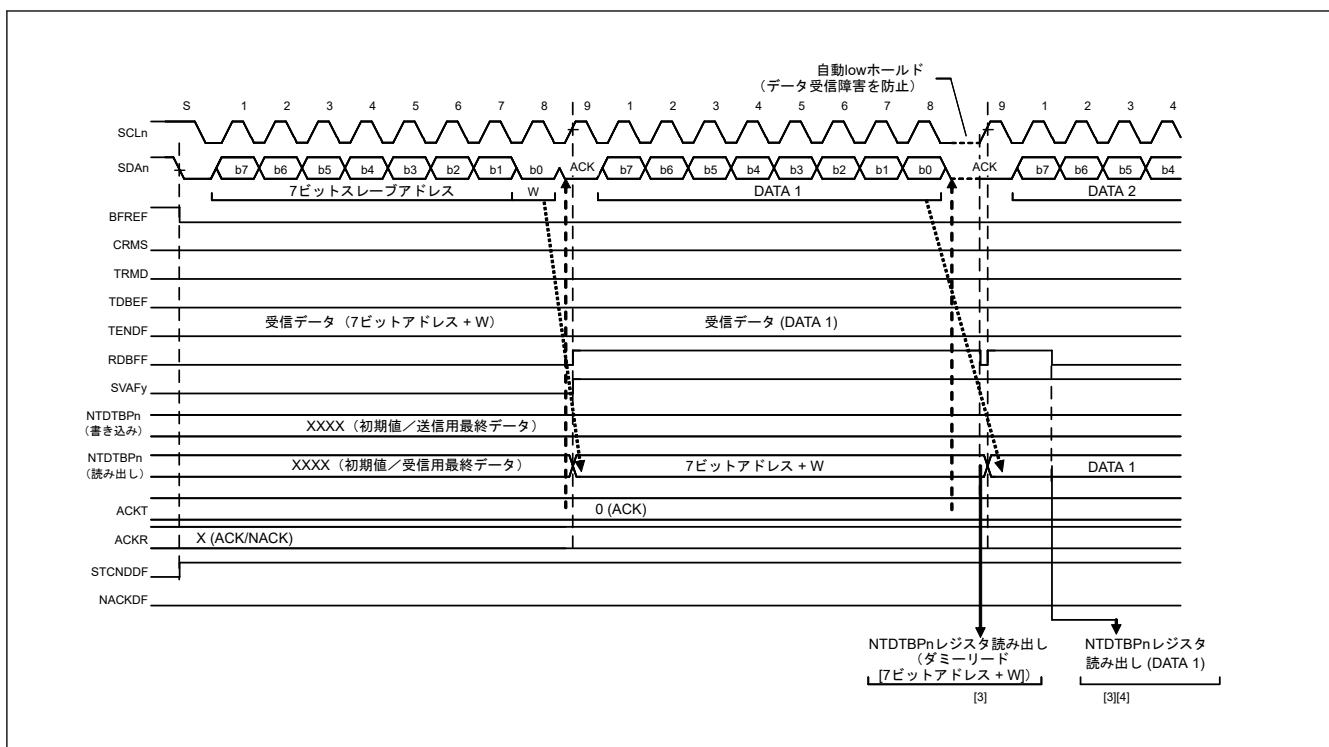 自動lowホールド
（データ受信障害を防止）
S 1 2 3 4 5 6 7 8 9 1 2 3 4 5 6 7 8 9 1 2 3 4
SCLn
SDAn b7 b6 b5 b4 b3 b2 b1 b0 ACK b7 b6 b5 b4 b3 b2 b1 b0 ACK b7 b6 b5 b4
7ビットスレーブアドレス W DATA 1 DATA 2
BFREF
CRMS
TRMD
TDBEF
受信データ（7ビットアドレス + W） 受信データ (DATA 1)
TENDF
RDBFF
SVAFy
NTDTBPn
（書き込み） XXXX（初期値／送信用最終データ）
NTDTBPn
（読み出し） XXXX（初期値／受信用最終データ） 7ビットアドレス + W DATA 1
ACKT 0 (ACK)
ACKR X (ACK/NACK)
STCNDDF
NACKDF
NTDTBPnレジスタ読み出し
（ダミーリード
[7ビットアドレス + W]）
[3]
NTDTBPnレジスタ
読み出し (DATA 1)
[3][4]